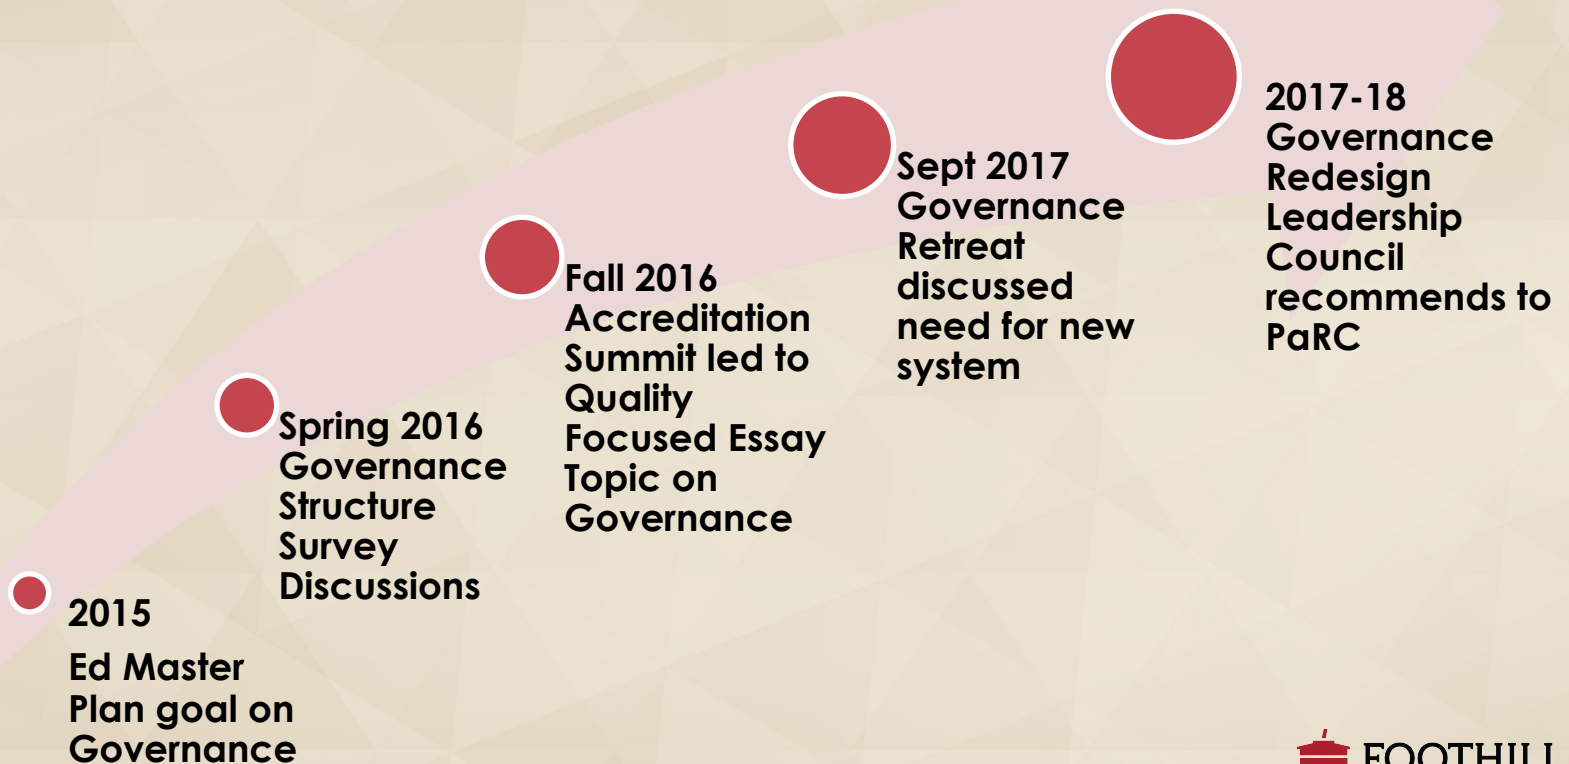 2015
Ed Master
Plan goal on
Governance
Spring 2016
Governance
Structure
Survey
Discussions
Fall 2016
Accreditation
Summit led to
Quality
Focused Essay
Topic on
Governance
Sept 2017
Governance
Retreat
discussed
need for new
system
2017-18
Governance
Redesign
Leadership
Council
recommends to
PaRC
FOOTHILL